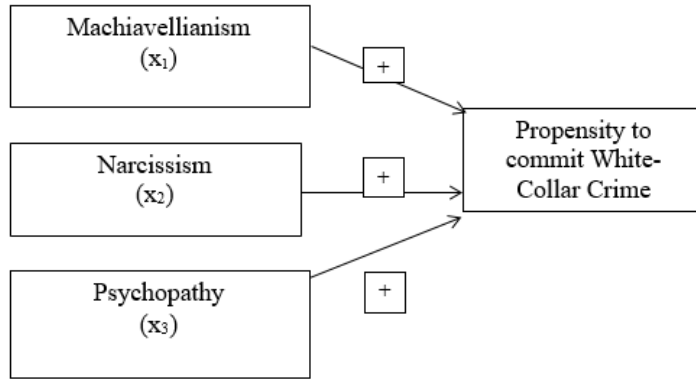 Machiavellianism
(x₁)
+
Propensity to
commit White-
Collar Crime
Narcissism
(x₂)
+
Psychopathy
(x₃)
+